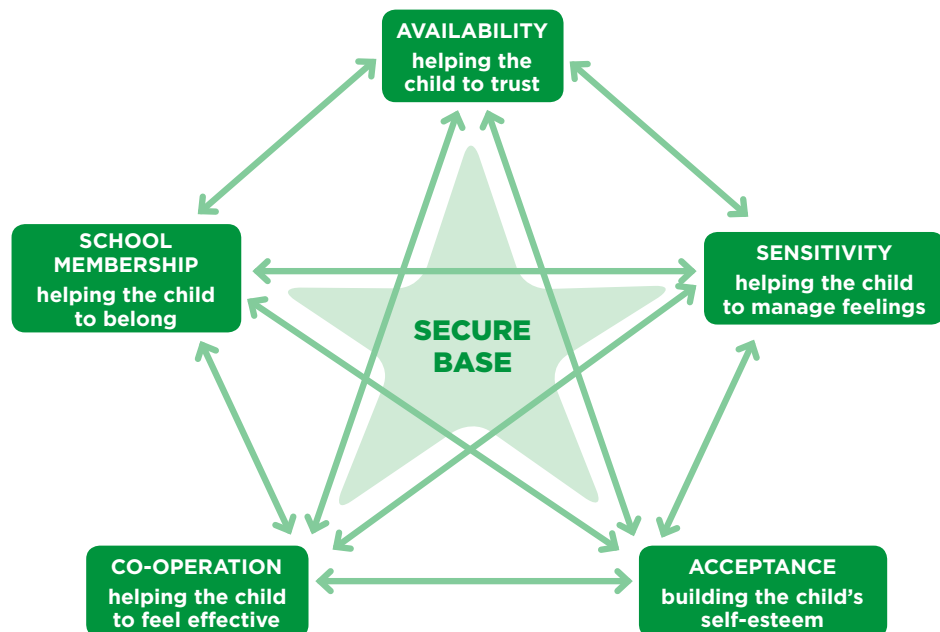 AVAILABILITY
helping the
child to trust
SCHOOL
MEMBERSHIP
helping the child
to belong
SENSITIVITY
helping the child
to manage feelings
SECURE
BASE
CO-OPERATION
helping the child
to feel effective
ACCEPTANCE
building the child’s
self-esteem